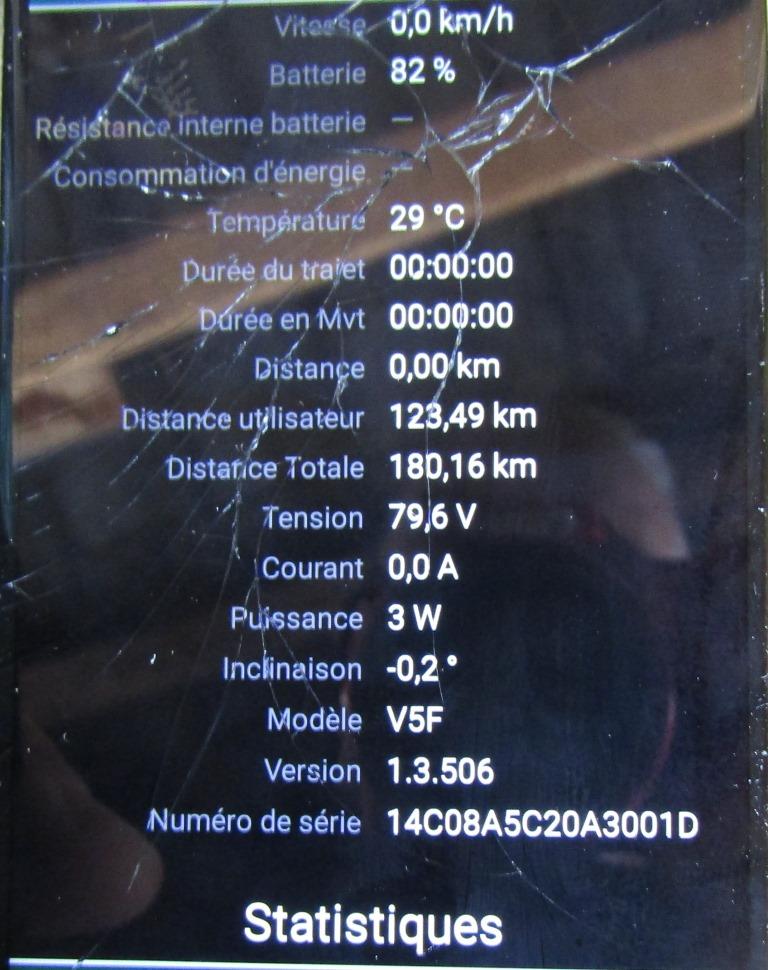 Vitesse 0,0 km/h
Batterie 82 %
Résistance interne batterie —
Consommation d'énergie —
Température 29 °C
Durée du trajet 00:00:00
Durée en Mvt 00:00:00
Distance 0,00 km
Distance utilisateur 123,49 km
Distance Totale 180,16 km
Tension 79,6 V
Courant 0,0 A
Puissance 3 W
Inclinaison -0,2 °
Modèle V5F
Version 1.3.506
Numéro de série 14C08A5C20A3001D
Statistiques